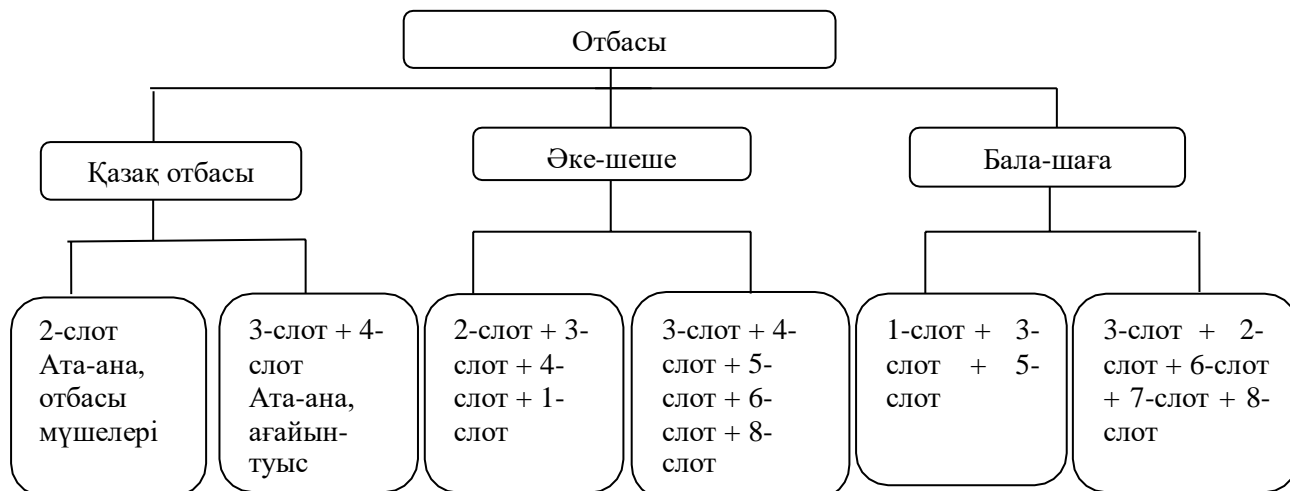 Отбасы
Қазақ отбасы
Әке-шеше
Бала-шаға
2-слот
Ата-ана,
отбасы
мүшелері
3-слот + 4-
слот
Ата-ана,
ағайын-
туыс
2-слот + 3-
слот + 4-
слот + 1-
слот
3-слот + 4-
слот + 5-
слот + 6-
слот + 8-
слот
1-слот + 3-
слот + 5-
слот
3-слот + 2-
слот + 6-слот
+ 7-слот + 8-
слот